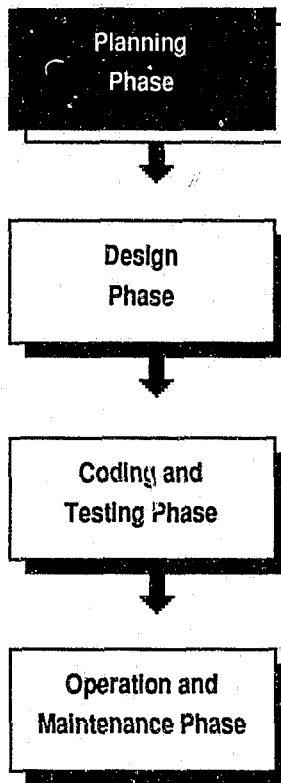 Planning
Phase
Design
Phase
Coding and
Testing Phase
Operation and
Maintenance Phase